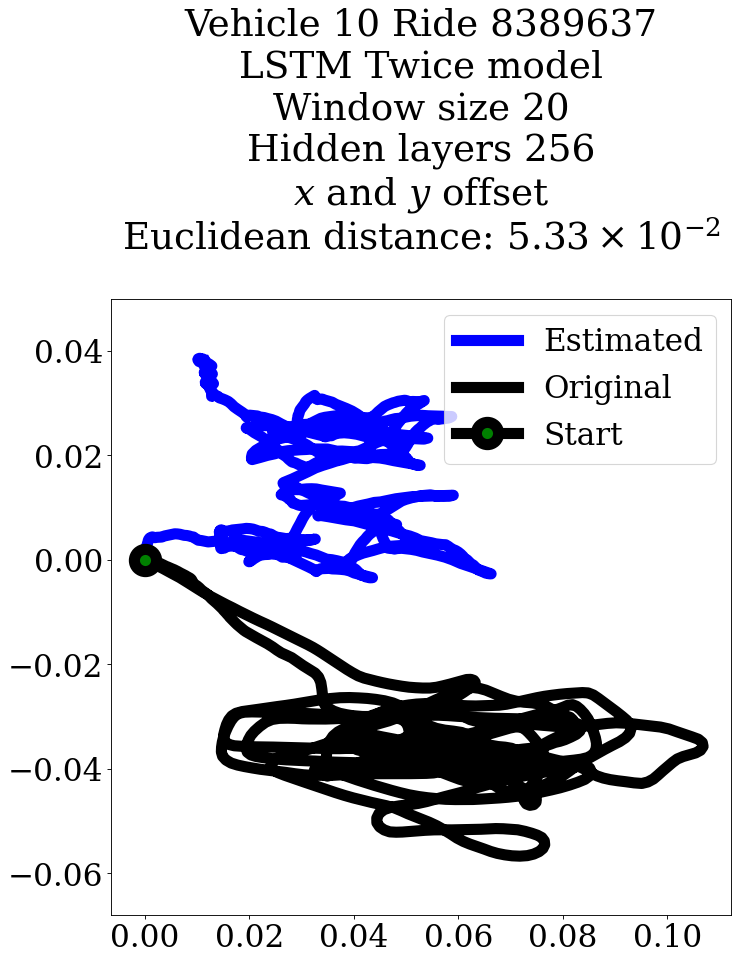 Vehicle 10 Ride 8389637
LSTM Twice model
Window size 20
Hidden layers 256
x and y offset
Euclidean distance: 5.33 × 10⁻²
Estimated
Original
Start
0.04
0.02
0.00
−0.02
−0.04
−0.06
0.00 0.02 0.04 0.06 0.08 0.10